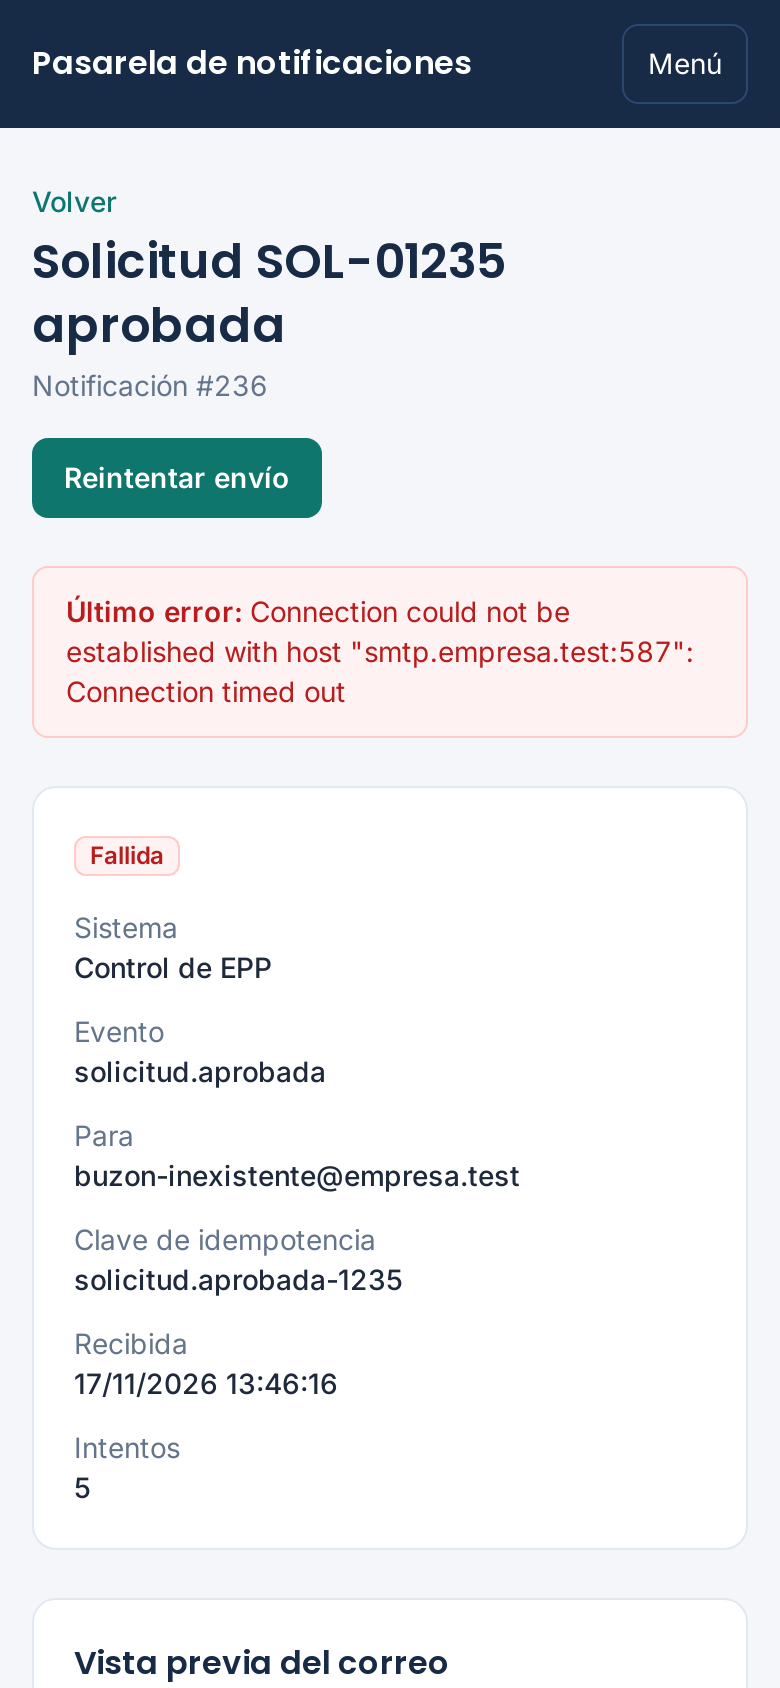 Pasarela de notificaciones
Menú
Volver
Solicitud SOL-01235
aprobada
Notificación #236
Reintentar envío
Último error: Connection could not be
established with host "smtp.empresa.test:587":
Connection timed out
Fallida
Sistema
Control de EPP
Evento
solicitud.aprobada
Para
buzon-inexistente@empresa.test
Clave de idempotencia
solicitud.aprobada-1235
Recibida
17/11/2026 13:46:16
Intentos
5
Vista previa del correo